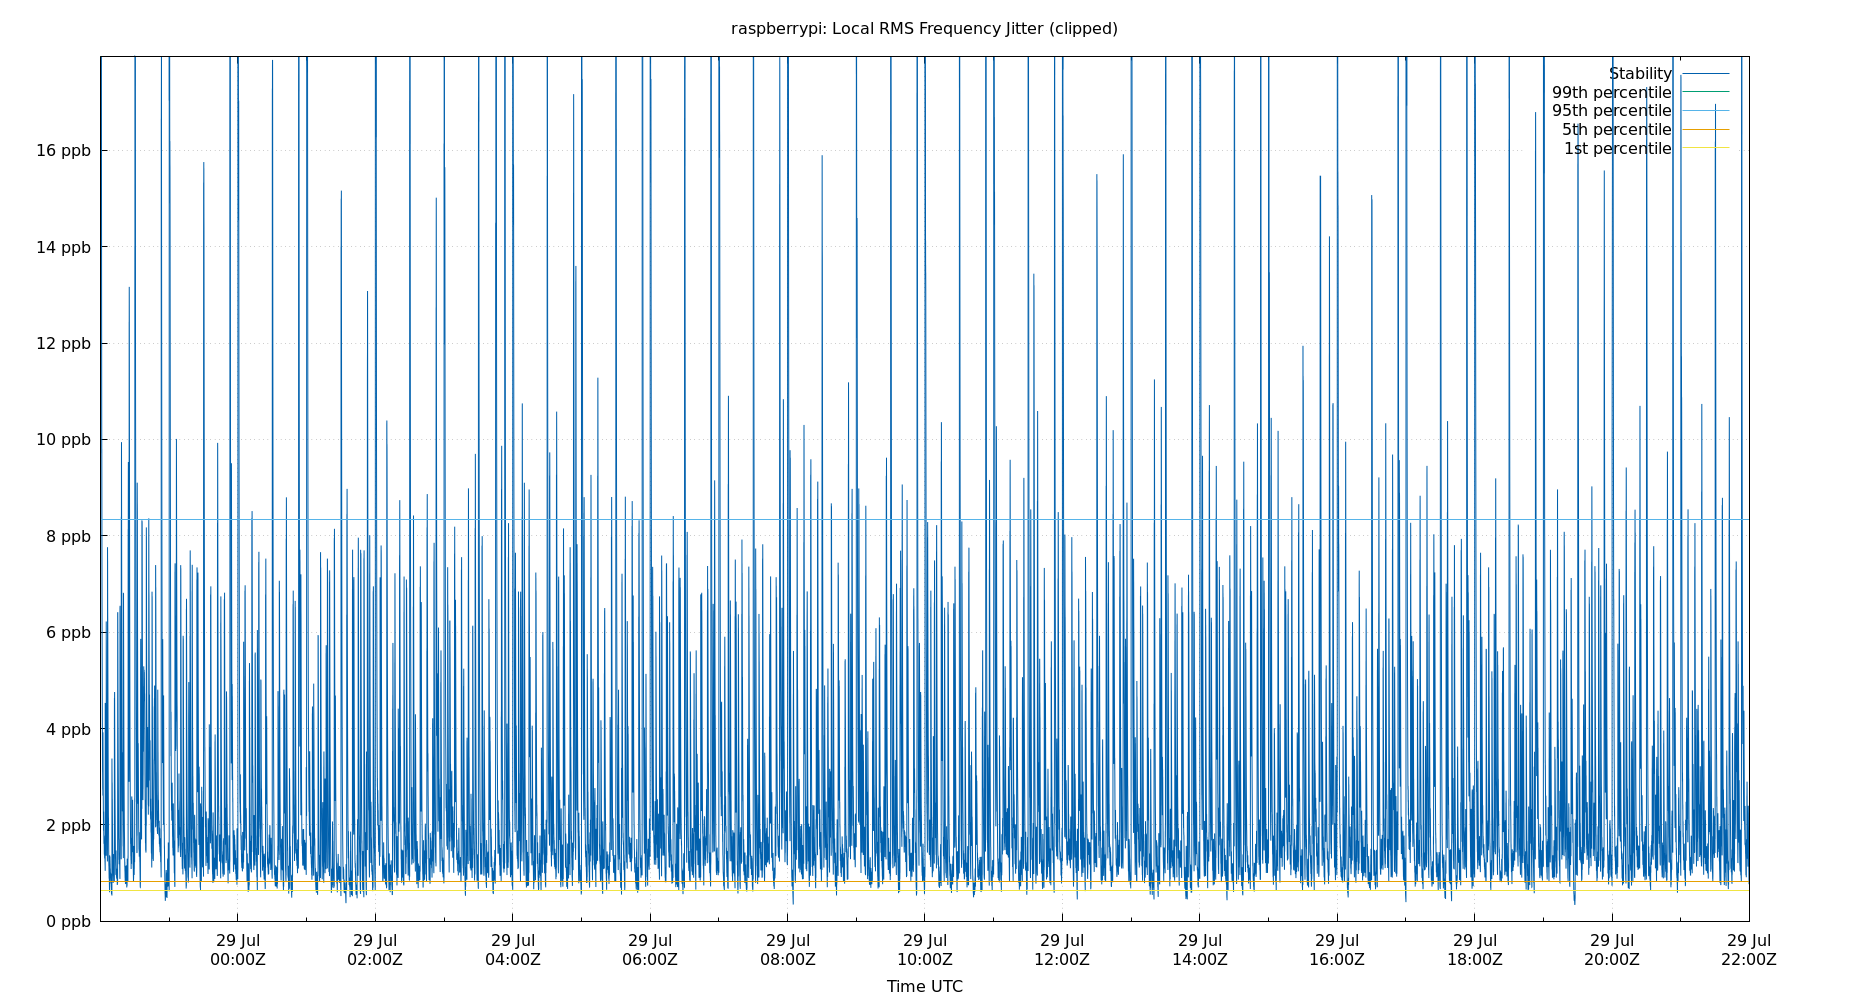 raspberrypi: Local RMS Frequency Jitter (clipped)
Stability
99th percentile
95th percentile
5th percentile
1st percentile
16 ppb
14 ppb
12 ppb
10 ppb
8 ppb
6 ppb
4 ppb
2 ppb
0 ppb
29 Jul 29 Jul 29 Jul 29 Jul 29 Jul 29 Jul 29 Jul 29 Jul 29 Jul 29 Jul 29 Jul 29 Jul
00:00Z 02:00Z 04:00Z 06:00Z 08:00Z 10:00Z 12:00Z 14:00Z 16:00Z 18:00Z 20:00Z 22:00Z
Time UTC